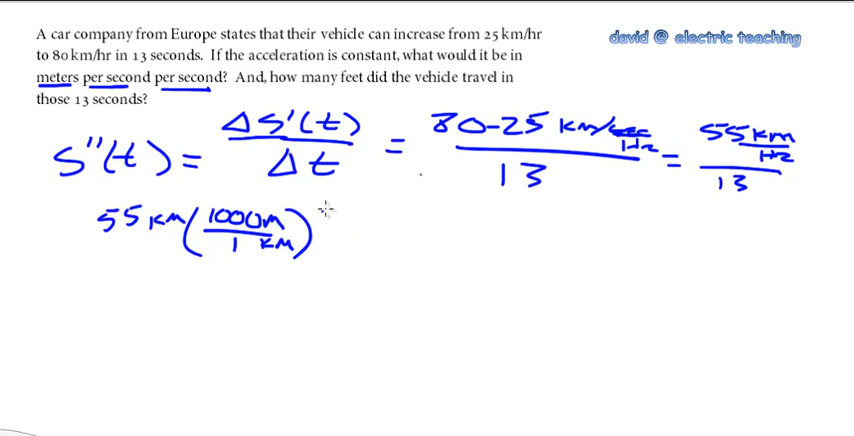 A car company from Europe states that their vehicle can increase from 25 km/hr
david @ electric teaching
to 80 km/hr in 13 seconds. If the acceleration is constant, what would it be in
meters per second per second? And, how many feet did the vehicle travel in
those 13 seconds?
S''(t) = ΔS'(t) / Δt = 80-25 km/Hr / 13 = 55 km/Hr / 13
55 km (1000m / 1 km)